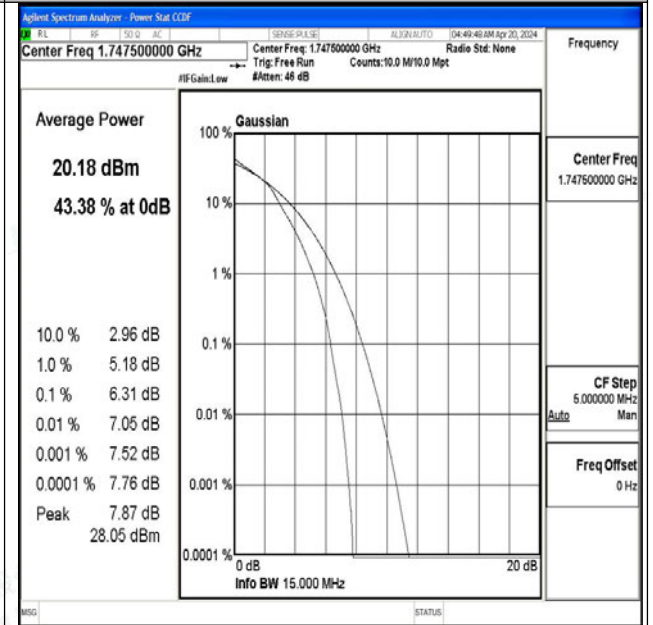 Agilent Spectrum Analyzer - Power Stat CCDF
RL RF 50 Ω AC SENSE:PULSE ALIGN AUTO 04:49:48 AM Apr 20, 2024
Center Freq 1.747500000 GHz
Center Freq: 1.747500000 GHz Radio Std: None
Trig: Free Run Counts:10.0 M/10.0 Mpt
#IFGain:Low #Atten: 46 dB
Frequency
Average Power
20.18 dBm
43.38 % at 0dB
10.0 % 2.96 dB
1.0 % 5.18 dB
0.1 % 6.31 dB
0.01 % 7.05 dB
0.001 % 7.52 dB
0.0001 % 7.76 dB
Peak 7.87 dB
28.05 dBm
Gaussian
100 %
10 %
1 %
0.1 %
0.01 %
0.001 %
0.0001 %
0 dB 20 dB
Info BW 15.000 MHz
Center Freq
1.747500000 GHz
CF Step
5.000000 MHz
Auto Man
Freq Offset
0 Hz
MSG STATUS